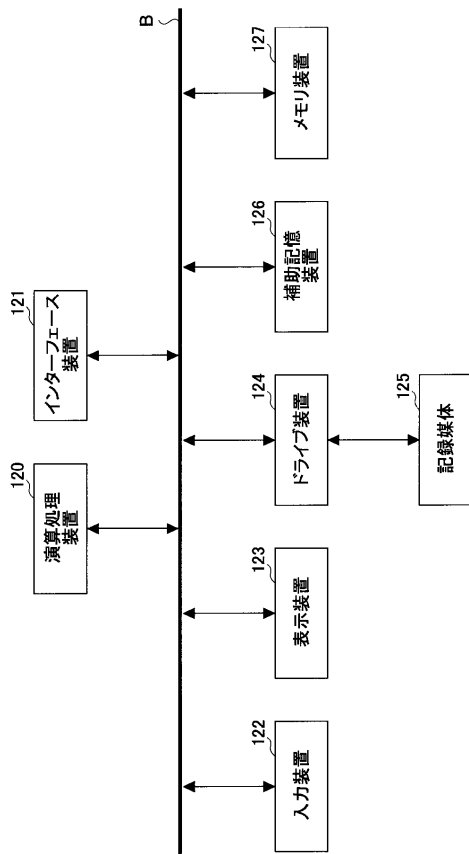 120
演算処理
装置
121
インターフェース
装置
B
122
入力装置
123
表示装置
124
ドライブ装置
126
補助記憶
装置
127
メモリ装置
125
記録媒体